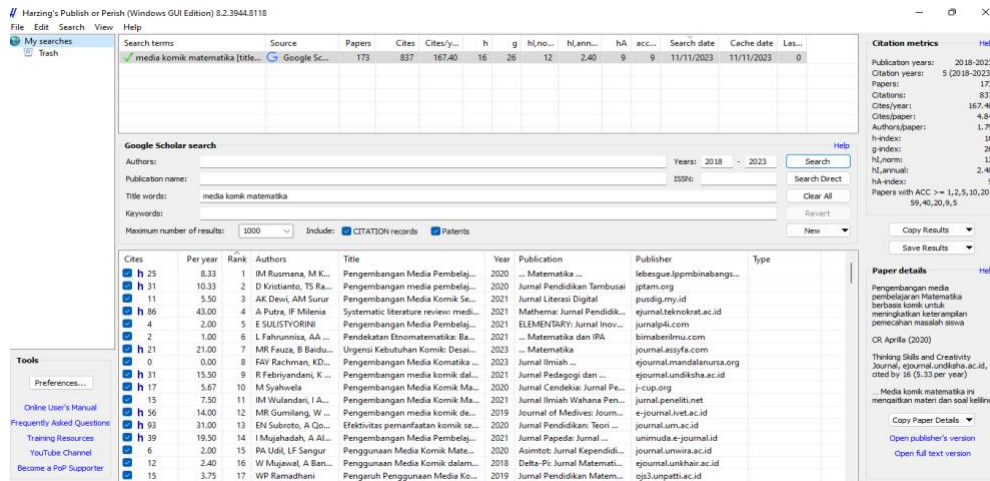 Harzing's Publish or Perish (Windows GUI Edition) 8.2.3944.8118
File Edit Search View Help
My searches
Trash
Search terms Source Papers Cites Cites/y... h g hI,no... hI,ann... hA acc... Search date Cache date Las...
media komik matematika [title... Google Sc... 173 837 167.40 16 26 12 2.40 9 9 11/11/2023 11/11/2023 0
Google Scholar search Help
Authors: Years: 2018 - 2023 Search
Publication name: ISSN: Search Direct
Title words: media komik matematika Clear All
Keywords: Revert
Maximum number of results: 1000 Include: CITATION records Patents New
Cites Per year Rank Authors Title Year Publication Publisher Type
h 25 8.33 1 IM Rusmana, M K... Pengembangan Media Pembelaj... 2020 ... Matematika ... lebesgue.lppmbinabangs...
h 31 10.33 2 D Kristianto, TS Ra... Pengembangan Media Pembelaj... 2020 Jurnal Pendidikan Tambusai jptam.org
11 5.50 3 AK Dewi, AM Surur Pengembangan Media Komik Se... 2021 Jurnal Literasi Digital pusdig.my.id
h 86 43.00 4 A Putra, IF Milenia Systematic literature review: medi... 2021 Mathema: Jurnal Pendidik... ejurnal.teknokrat.ac.id
4 2.00 5 E SULISTYORINI Pengembangan Media Pembelaj... 2021 ELEMENTARY: Jurnal Inov... jurnalp4i.com
2 1.00 6 L Fahrunnisa, AA ... Pendekatan Etnomatematika: Ba... 2021 ... Matematika dan IPA bimaberilmu.com
h 21 21.00 7 MR Fauza, B Baidu... Urgensi Kebutuhan Komik: Desai... 2023 ... Matematika journal.assyfa.com
0 0.00 8 FAY Rachman, KD... Pengembangan Media Komatika ... 2023 Jurnal Ilmiah ... ejournal.mandalanursa.org
h 31 15.50 9 R Febriyandani, K ... Pengembangan media komik dal... 2021 Jurnal Pedagogi dan ... ejournal.undiksha.ac.id
h 17 5.67 10 M Syahwela Pengembangan Media Komik Ma... 2020 Jurnal Cendekia: Jurnal Pe... j-cup.org
15 7.50 11 IM Wulandari, I A... Pengembangan Media Komik Ma... 2021 Jurnal Ilmiah Wahana Pen... jurnal.peneliti.net
h 56 14.00 12 MR Gumilang, W ... Pengembangan media komik de... 2019 Journal of Medives: Journ... e-journal.ivet.ac.id
h 93 31.00 13 EN Subroto, A Qo... Efektivitas pemanfaatan komik se... 2020 Jurnal Pendidikan: Teori ... journal.um.ac.id
h 39 19.50 14 I Mujahadah, A Al... Pengembangan Media Komik Ma... 2021 Jurnal Papeda: Jurnal ... unimuda.e-journal.id
6 2.00 15 PA Udil, LF Sangur Penggunaan Media Komik Mate... 2020 Asimtot: Jurnal Kependidi... journal.unwira.ac.id
12 2.40 16 W Mujawal, A Ban... Penggunaan Media Komik dalam... 2018 Delta-Pi: Jurnal Matemati... ejournal.unkhair.ac.id
15 3.75 17 WP Ramadhani Pengaruh Penggunaan Media Ko... 2019 Jurnal Pendidikan Matem... ojs3.unpatti.ac.id
Tools
Preferences...
Online User's Manual
Frequently Asked Questions
Training Resources
YouTube Channel
Become a PoP Supporter
Citation metrics Hel
Publication years: 2018-202
Citation years: 5 (2018-2023
Papers: 17
Citations: 83
Cites/year: 167.4
Cites/paper: 4.8
Authors/paper: 1.7
h-index: 1
g-index: 2
hI,norm: 1
hI,annual: 2.4
hA-index:
Papers with ACC >= 1,2,5,10,20
59,40,20,9,5
Copy Results
Save Results
Paper details Hel
Pengembangan media
pembelajaran Matematika
berbasis komik untuk
meningkatkan keterampilan
pemecahan masalah siswa
CR Aprilla (2020)
Thinking Skills and Creativity
Journal, ejournal.undiksha.ac.id,
cited by 16 (5.33 per year)
...Media komik matematika ini
mengaitkan materi dan soal
Copy Paper Details
Open publisher's version
Open full text version